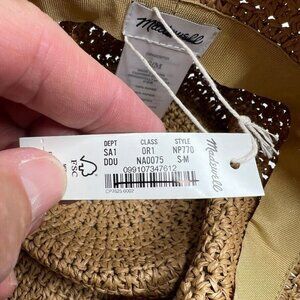 Madewell
S/M
DEPT CLASS STYLE
SA1 0R1 NP770
DDU NA0075 S-M
099107347612
Madewell
FSC